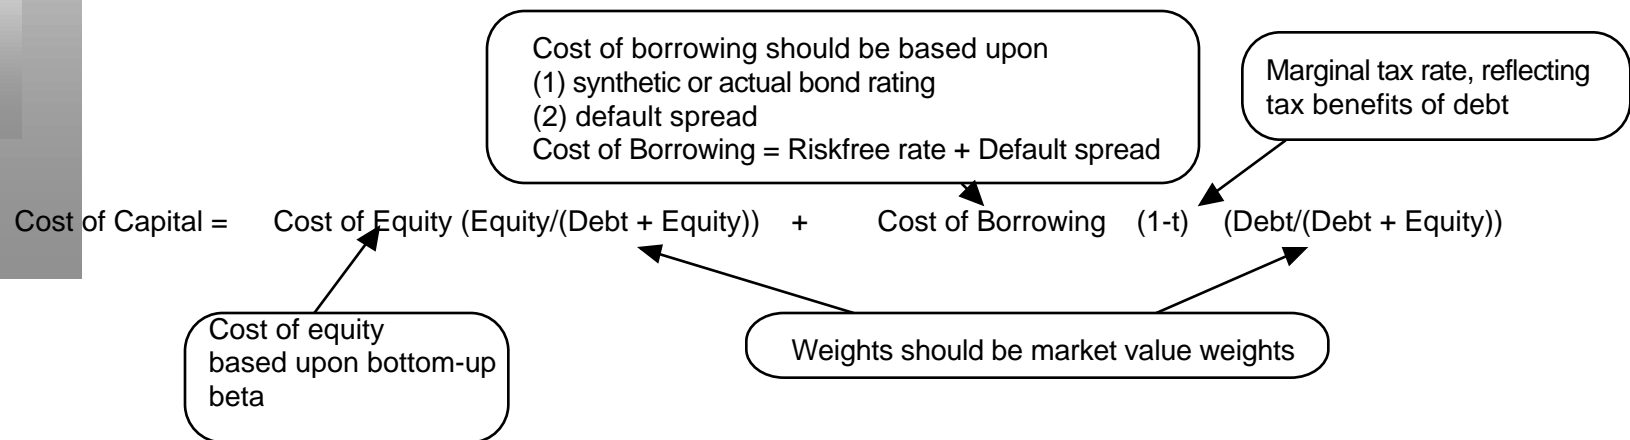 Cost of borrowing should be based upon
(1) synthetic or actual bond rating
(2) default spread
Cost of Borrowing = Riskfree rate + Default spread
Marginal tax rate, reflecting
tax benefits of debt
Cost of Capital = Cost of Equity (Equity/(Debt + Equity)) + Cost of Borrowing (1-t) (Debt/(Debt + Equity))
Cost of equity
based upon bottom-up
beta
Weights should be market value weights